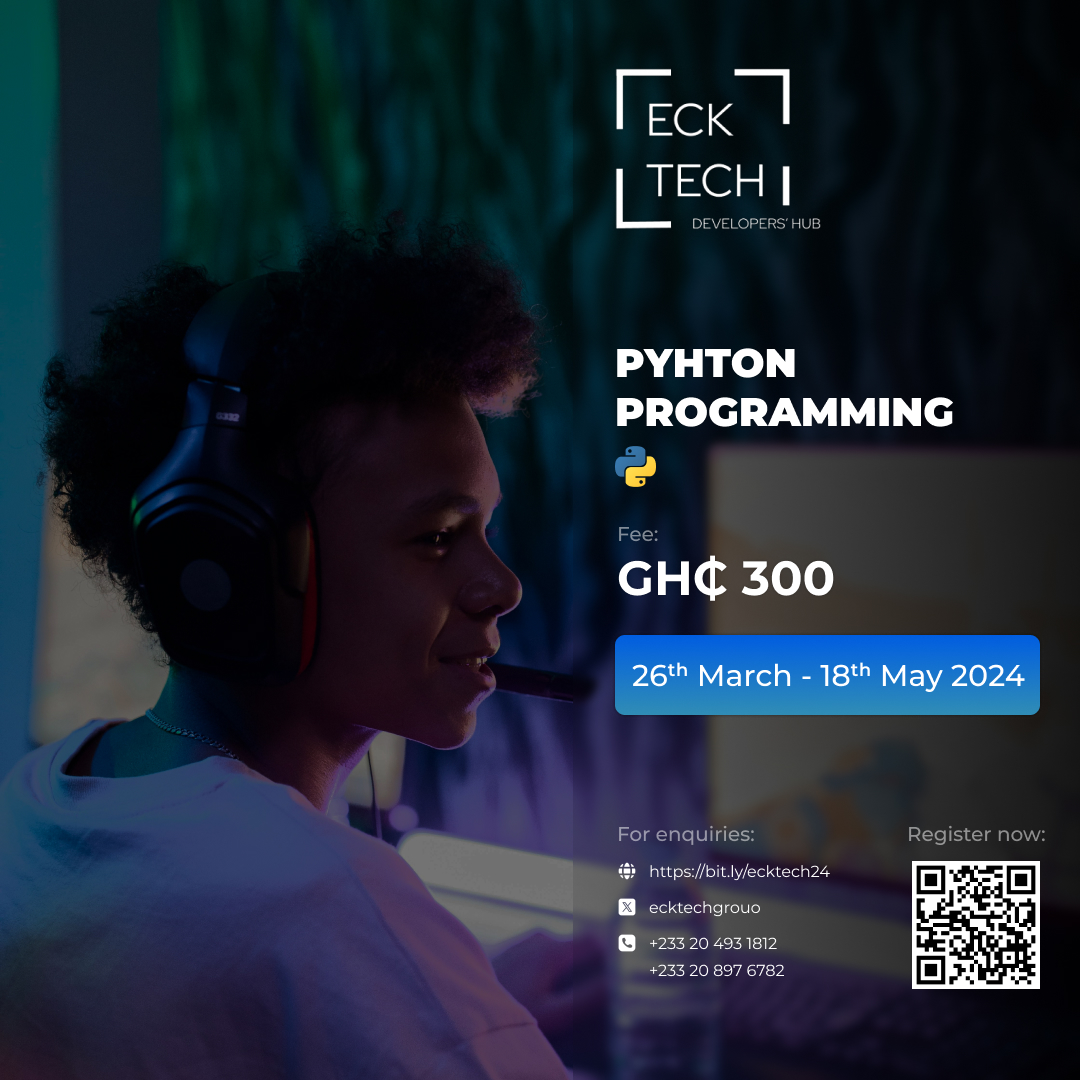 ECK
TECH
DEVELOPERS' HUB
PYHTON
PROGRAMMING
Fee:
GH₵ 300
26th March - 18th May 2024
For enquiries:
Register now:
https://bit.ly/ecktech24
ecktechgrouo
+233 20 493 1812
+233 20 897 6782